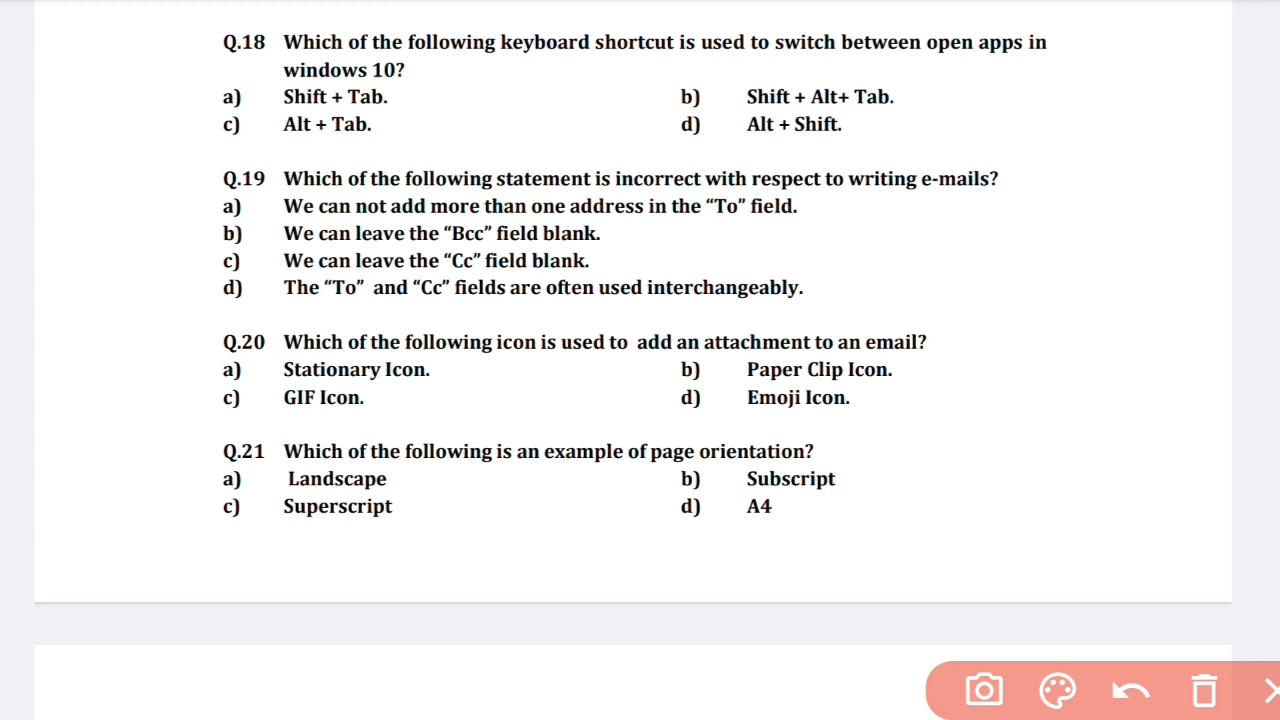 Q.18 Which of the following keyboard shortcut is used to switch between open apps in
windows 10?
a) Shift + Tab. b) Shift + Alt+ Tab.
c) Alt + Tab. d) Alt + Shift.
Q.19 Which of the following statement is incorrect with respect to writing e-mails?
a) We can not add more than one address in the “To” field.
b) We can leave the “Bcc” field blank.
c) We can leave the “Cc” field blank.
d) The “To” and “Cc” fields are often used interchangeably.
Q.20 Which of the following icon is used to add an attachment to an email?
a) Stationary Icon. b) Paper Clip Icon.
c) GIF Icon. d) Emoji Icon.
Q.21 Which of the following is an example of page orientation?
a) Landscape b) Subscript
c) Superscript d) A4